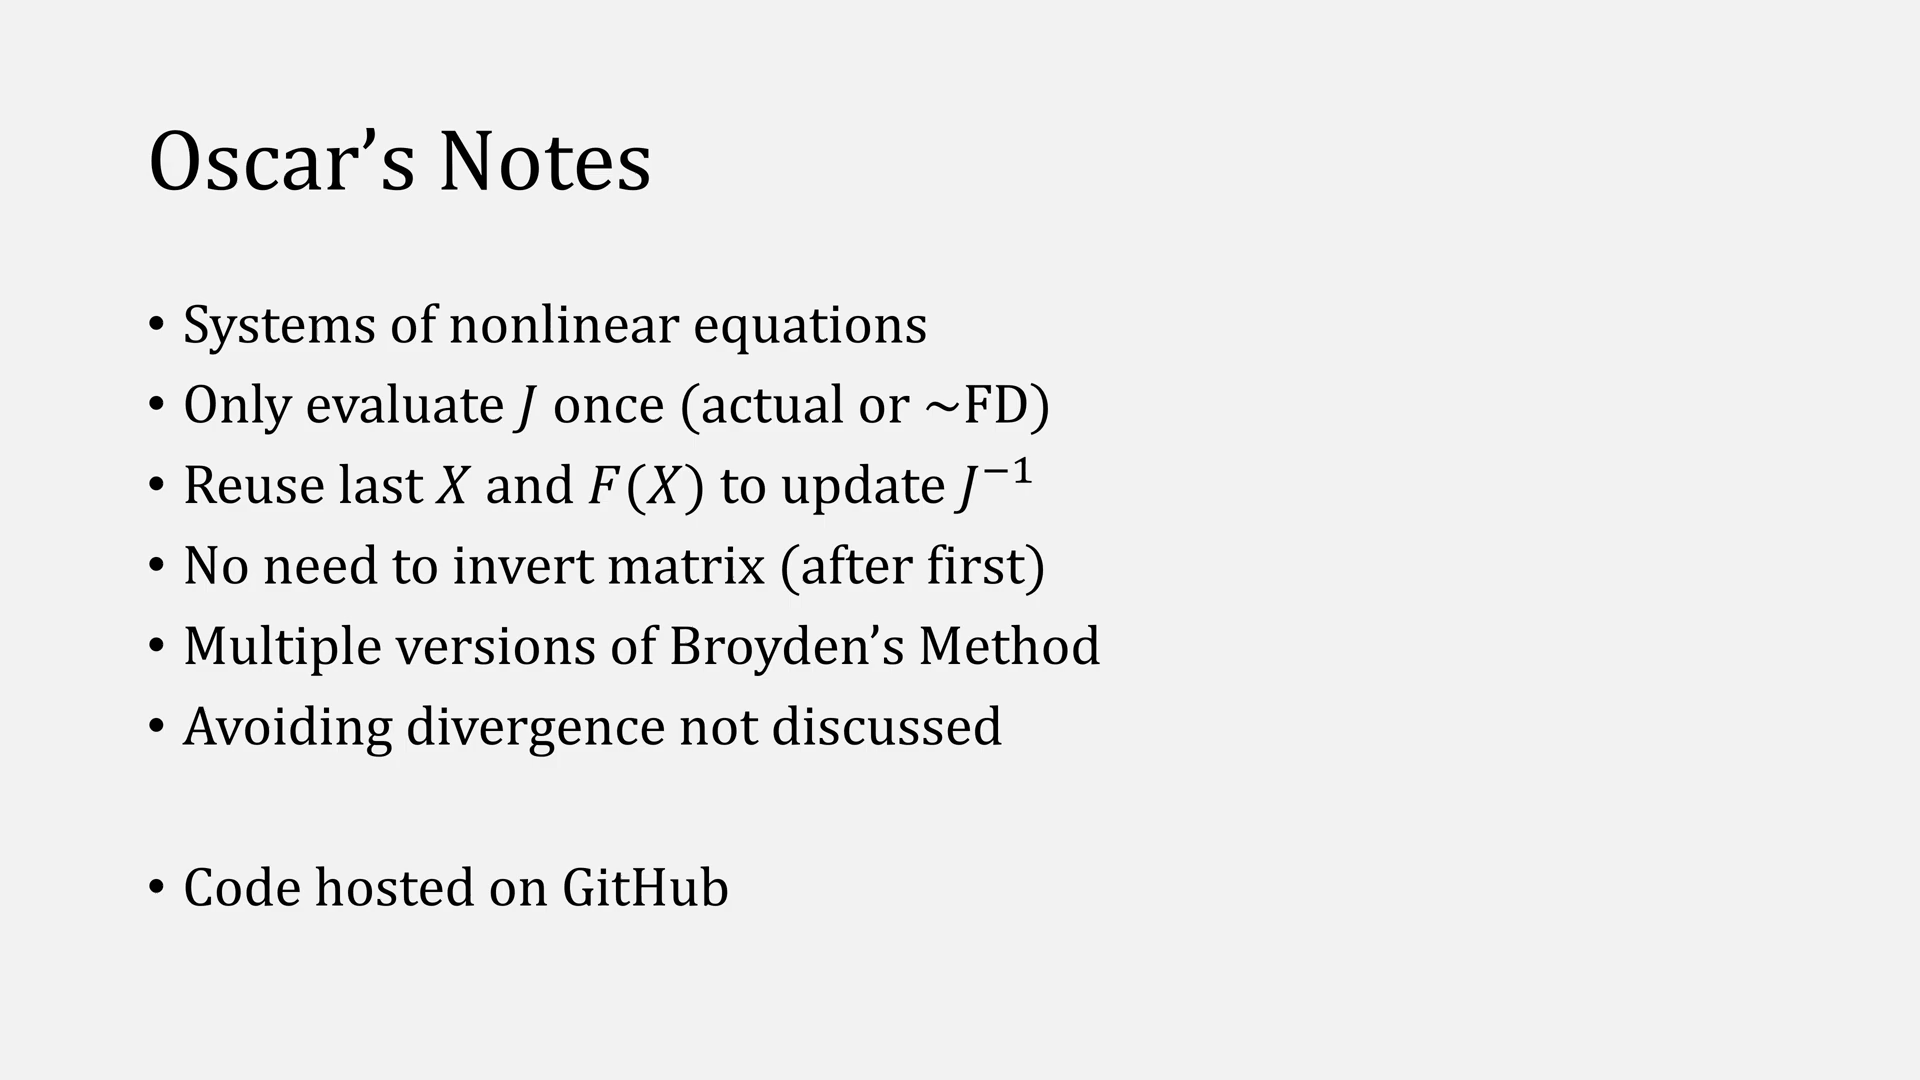 Oscar’s Notes
• Systems of nonlinear equations
• Only evaluate J once (actual or ~FD)
• Reuse last X and F(X) to update J⁻¹
• No need to invert matrix (after first)
• Multiple versions of Broyden’s Method
• Avoiding divergence not discussed
• Code hosted on GitHub